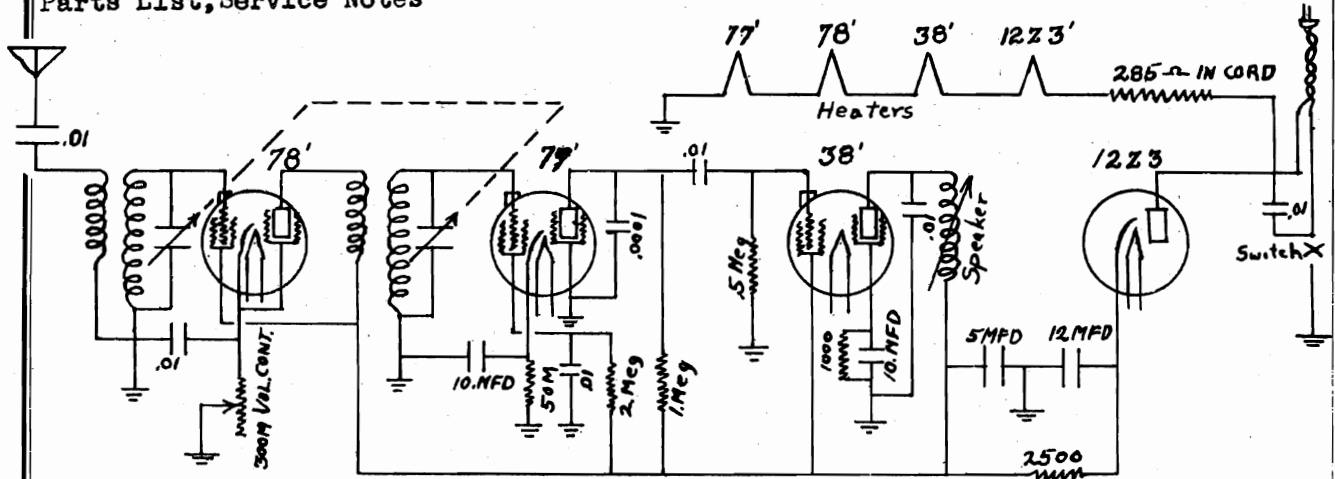 Parts List, Service Notes
77' 78' 38' 12Z3'
285 Ω IN CORD
Heaters
.01
78'
77'
.01
38'
12Z3
.0001
.5 Meg
.01
Speaker
.01
Switch X
.01
300M VOL. CONT.
10. MFD
50M
.01
2 Meg
.1 Meg
1000
10. MFD
5 MFD
12 MFD
2500